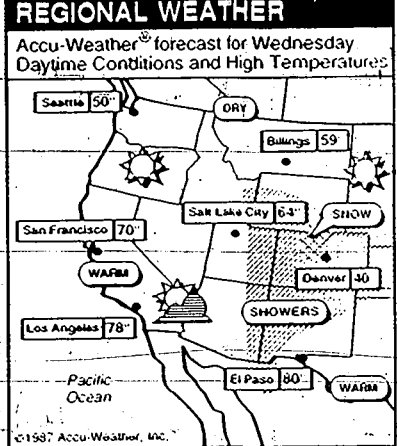 REGIONAL WEATHER
Accu-Weather® forecast for Wednesday
Daytime Conditions and High Temperatures
Seattle 50°
DRY
Billings 59°
Salt Lake City 64°
SNOW
San Francisco 70°
WARM
Denver 40
Los Angeles 78°
SHOWERS
Pacific
Ocean
El Paso 80°
WARM
©1987 Accu-Weather, Inc.